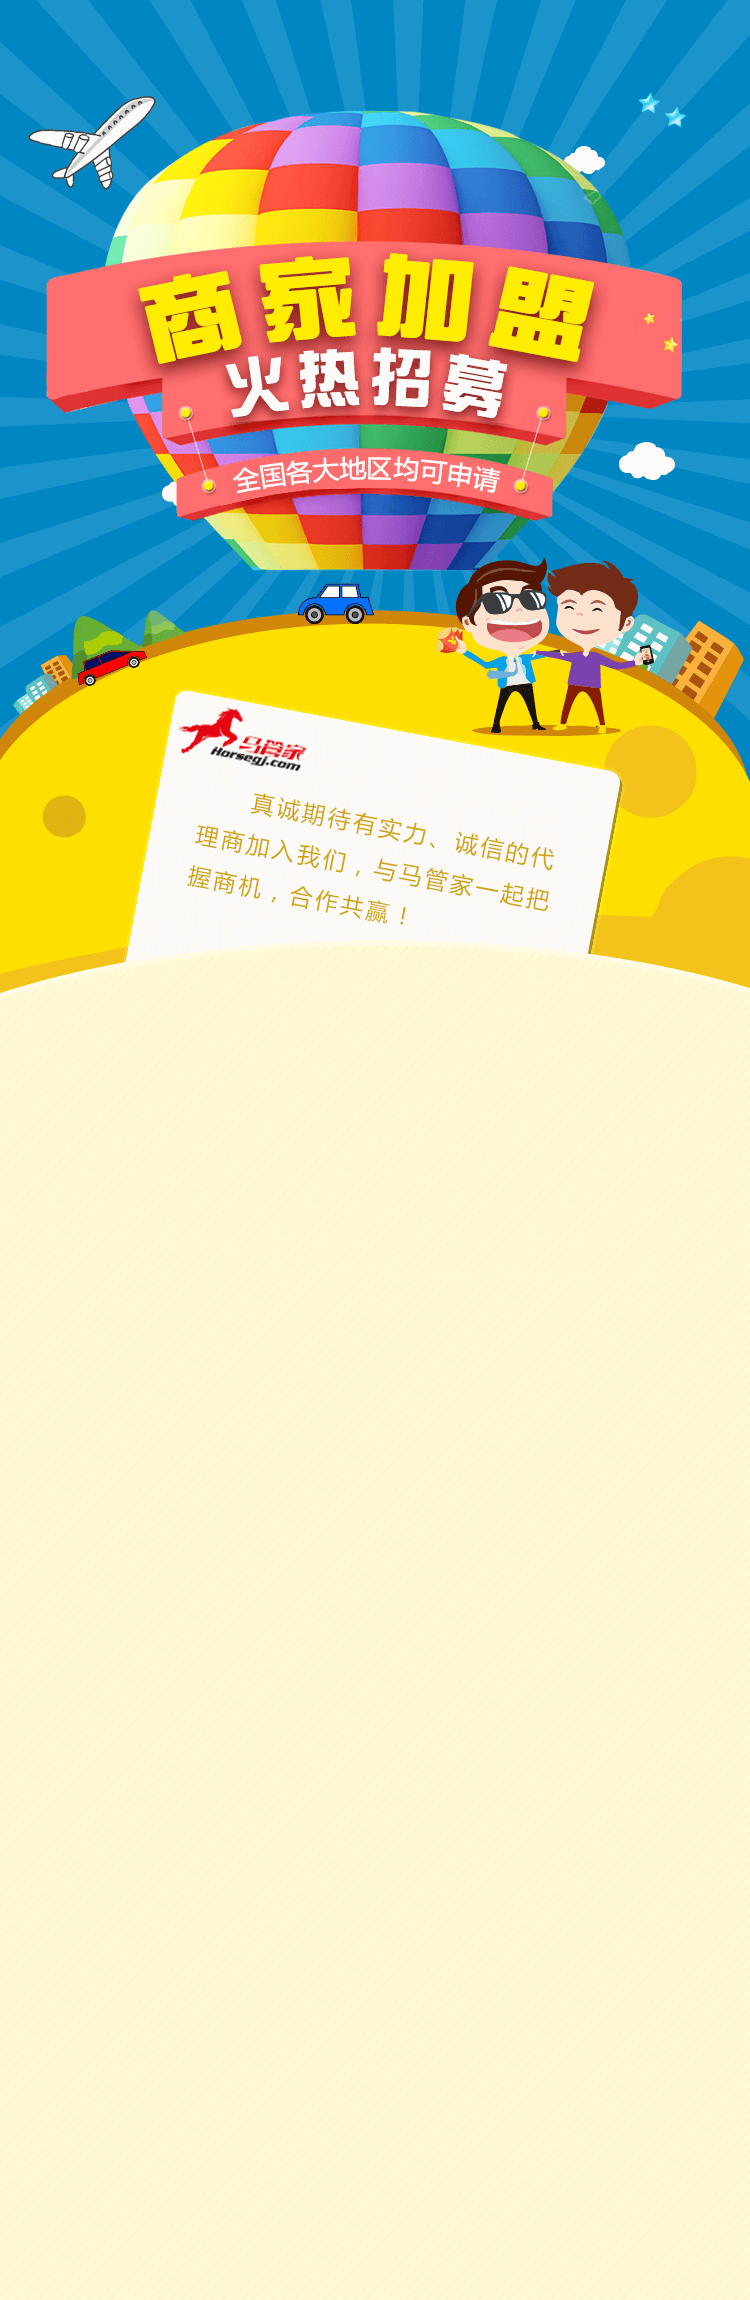 商家加盟
火热招募
全国各大地区均可申请
马管家
Horsegj.com
真诚期待有实力、诚信的代
理商加入我们，与马管家一起把
握商机，合作共赢！